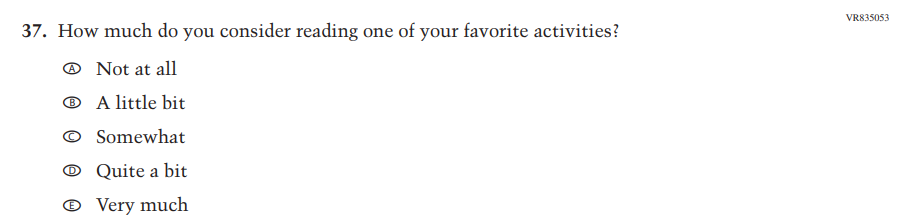 VR835053
37. How much do you consider reading one of your favorite activities?
A Not at all
B A little bit
C Somewhat
D Quite a bit
E Very much